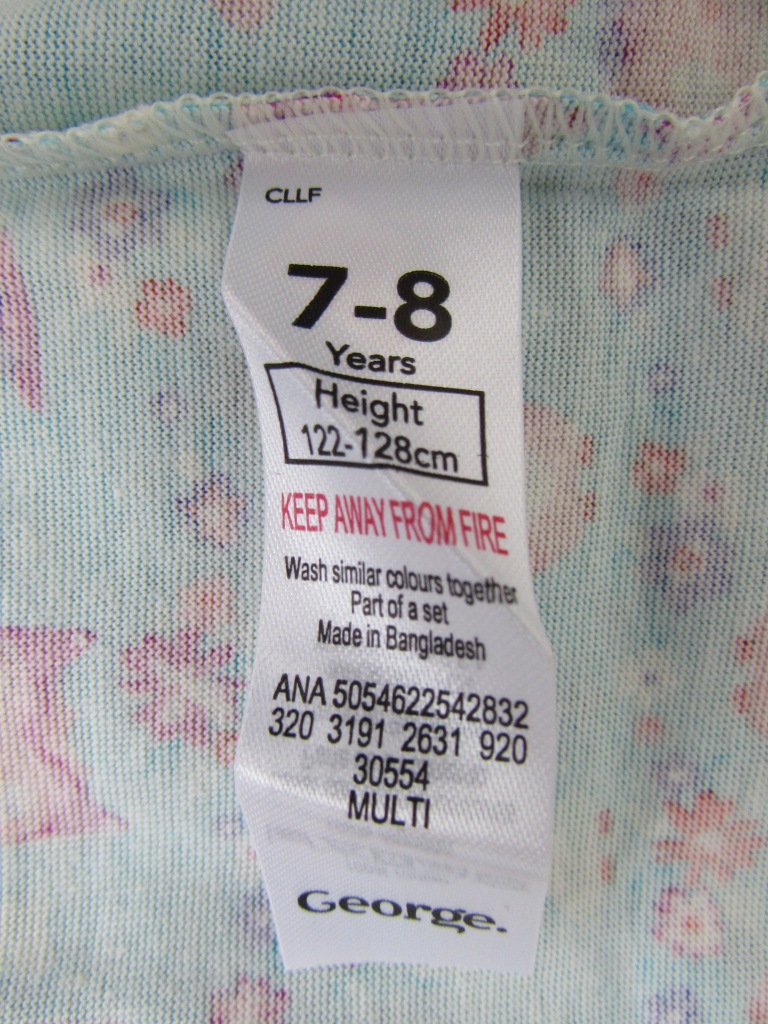 CLLF
7-8
Years
Height
122-128cm
KEEP AWAY FROM FIRE
Wash similar colours together
Part of a set
Made in Bangladesh
ANA 5054622542832
320 3191 2631 920
30554
MULTI
George.